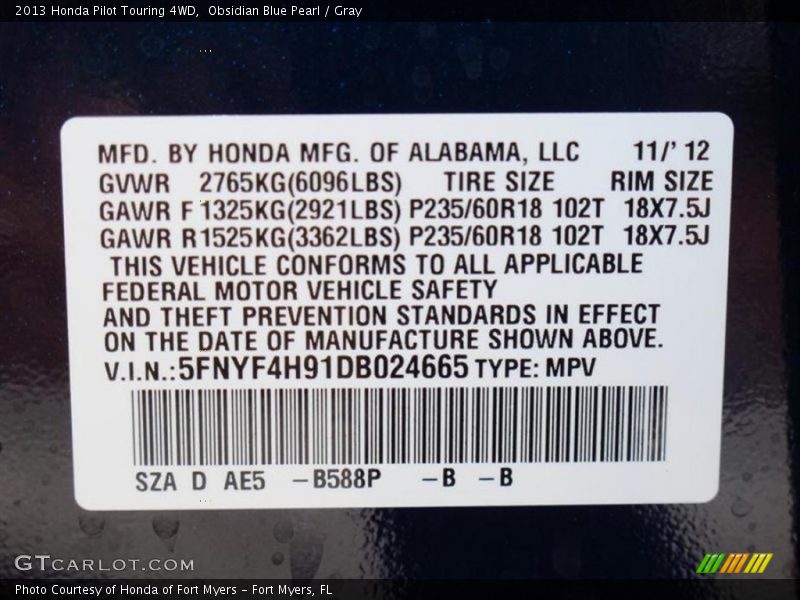 2013 Honda Pilot Touring 4WD,  Obsidian Blue Pearl / Gray
MFD. BY HONDA MFG. OF ALABAMA, LLC 11/' 12
GVWR 2765KG(6096LBS) TIRE SIZE RIM SIZE
GAWR F 1325KG(2921LBS) P235/60R18 102T 18X7.5J
GAWR R1525KG(3362LBS) P235/60R18 102T 18X7.5J
THIS VEHICLE CONFORMS TO ALL APPLICABLE
FEDERAL MOTOR VEHICLE SAFETY
AND THEFT PREVENTION STANDARDS IN EFFECT
ON THE DATE OF MANUFACTURE SHOWN ABOVE.
V.I.N.:5FNYF4H91DB024665 TYPE: MPV
SZA D AE5 -B588P -B -B
GTCARLOT.COM
Photo Courtesy of Honda of Fort Myers - Fort Myers, FL